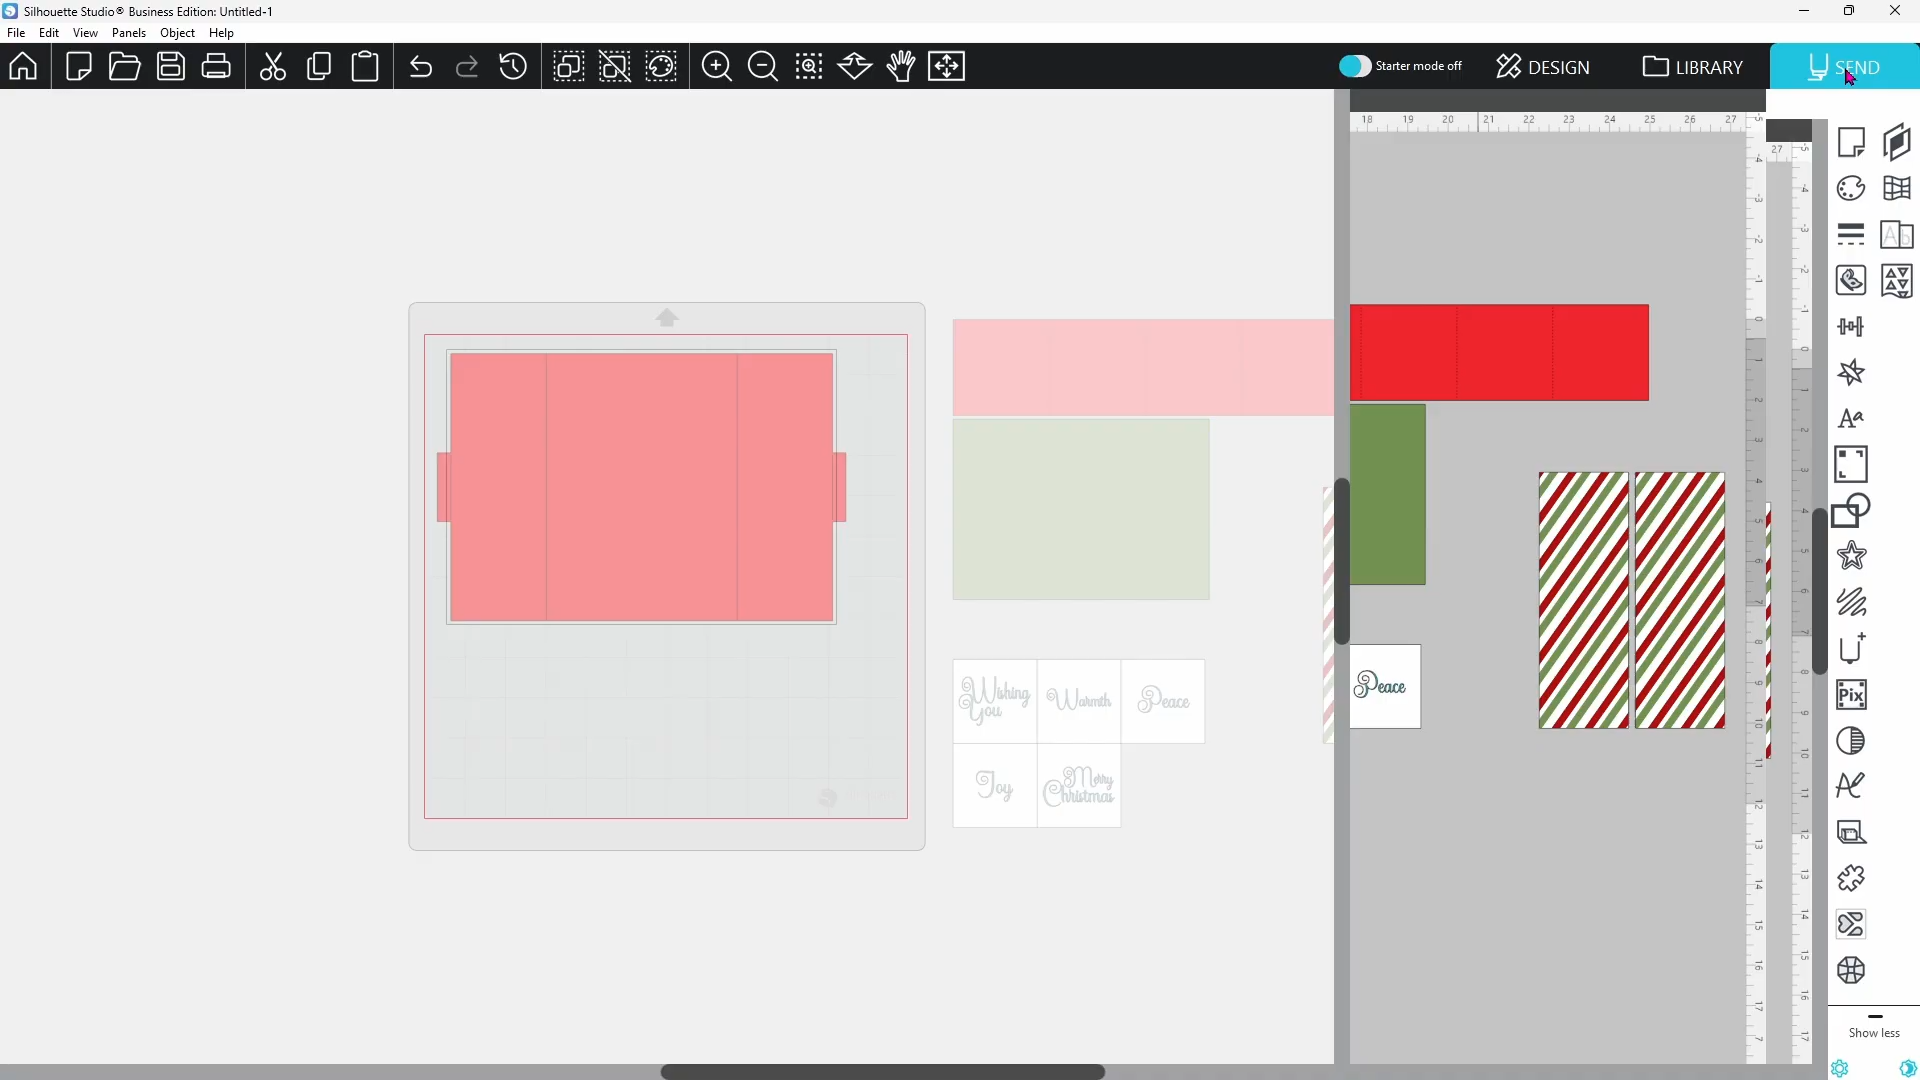 Silhouette Studio® Business Edition: Untitled-1
File Edit View Panels Object Help
Starter mode off
DESIGN
LIBRARY
SEND
18 19 20 21 22 23 24 25 26 27
27
Wishing You
Warmth
Peace
Joy
Merry Christmas
Peace
Pix
Show less